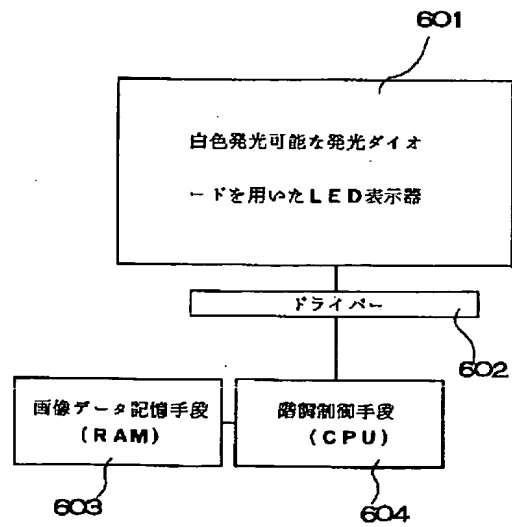 601
白色発光可能な発光ダイオ
ードを用いたLED表示器
ドライバー
602
画像データ記憶手段
(RAM)
階調制御手段
(CPU)
603
604